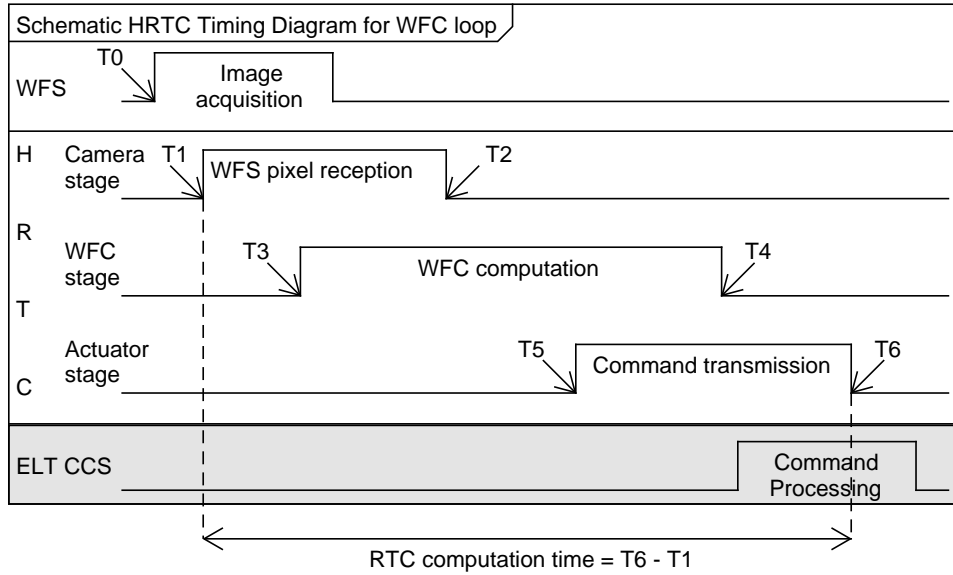 Schematic HRTC Timing Diagram for WFC loop
T0
WFS
Image
acquisition
H
Camera
stage
T1
WFS pixel reception
T2
R
WFC
stage
T3
WFC computation
T4
T
Actuator
stage
T5
Command transmission
T6
C
ELT CCS
Command
Processing
RTC computation time = T6 - T1